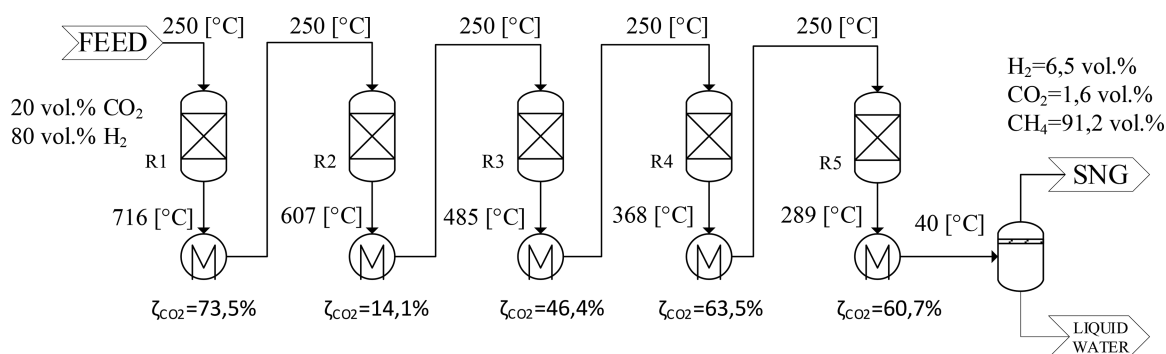 250 [°C]
250 [°C]
250 [°C]
250 [°C]
250 [°C]
FEED
H₂=6,5 vol.%
CO₂=1,6 vol.%
CH₄=91,2 vol.%
20 vol.% CO₂
80 vol.% H₂
R1
R2
R3
R4
R5
SNG
716 [°C]
607 [°C]
485 [°C]
368 [°C]
289 [°C]
40 [°C]
ζCO2=73,5%
ζCO2=14,1%
ζCO2=46,4%
ζCO2=63,5%
ζCO2=60,7%
LIQUID
WATER